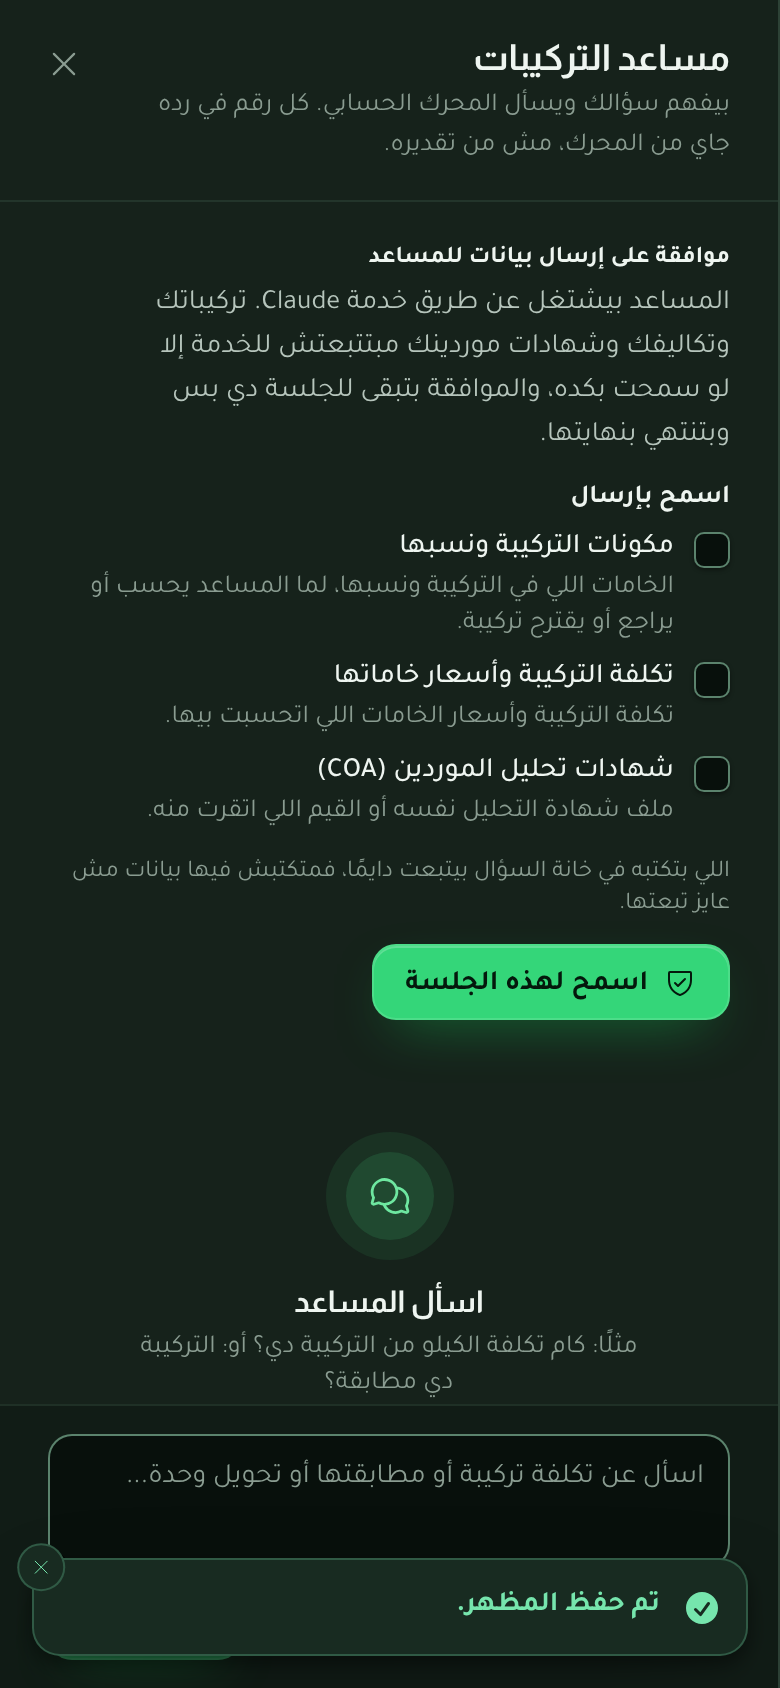 مساعد التركيبات
بيفهم سؤالك ويسأل المحرك الحسابي. كل رقم في رده
جاي من المحرك، مش من تقديره.
موافقة على إرسال بيانات للمساعد
المساعد بيشتغل عن طريق خدمة Claude. تركيباتك
وتكاليفك وشهادات موردينك مبتتبعتش للخدمة إلا
لو سمحت بكده، والموافقة بتبقى للجلسة دي بس
وبتنتهي بنهايتها.
اسمح بإرسال
مكونات التركيبة ونسبها
الخامات اللي في التركيبة ونسبها، لما المساعد يحسب أو
يراجع أو يقترح تركيبة.
تكلفة التركيبة وأسعار خاماتها
تكلفة التركيبة وأسعار الخامات اللي اتحسبت بيها.
شهادات تحليل الموردين (COA)
ملف شهادة التحليل نفسه أو القيم اللي اتقرت منه.
اللي بتكتبه في خانة السؤال بيتبعت دايمًا، فمتكتبش فيها بيانات مش
عايز تبعتها.
اسمح لهذه الجلسة
اسأل المساعد
مثلًا: كام تكلفة الكيلو من التركيبة دي؟ أو: التركيبة
دي مطابقة؟
اسأل عن تكلفة تركيبة أو مطابقتها أو تحويل وحدة...
تم حفظ المظهر.